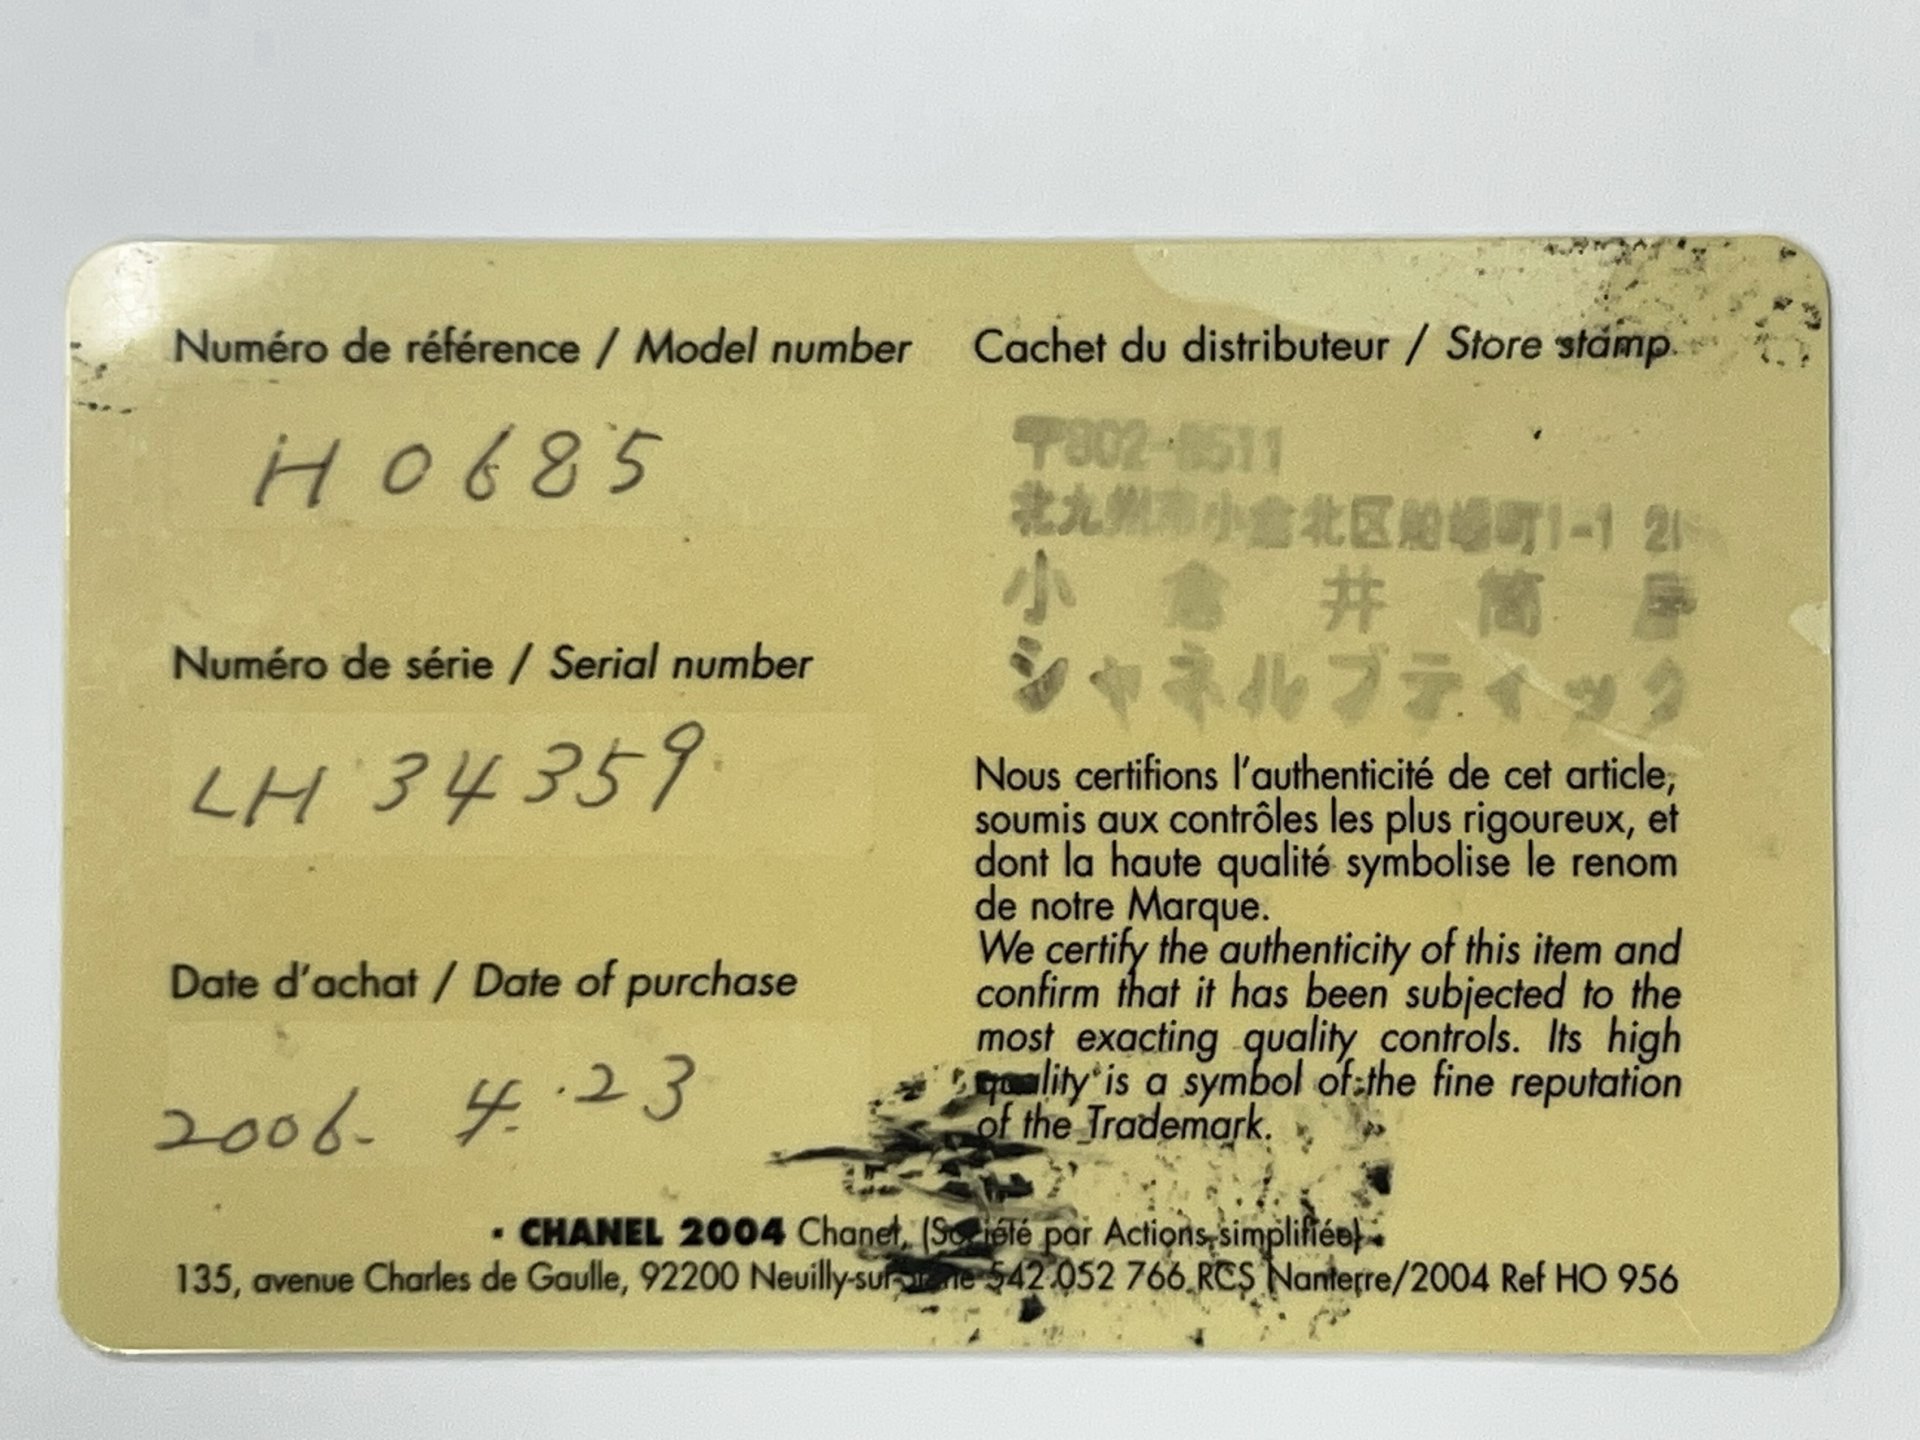 Numéro de référence / Model number
H0685
Numéro de série / Serial number
LH 34359
Date d'achat / Date of purchase
2006. 4. 23
Cachet du distributeur / Store stamp
〒802-8511
北九州市小倉北区船場町1-1 21
小倉井筒屋
シャネルブティック
Nous certifions l'authenticité de cet article,
soumis aux contrôles les plus rigoureux, et
dont la haute qualité symbolise le renom
de notre Marque.
We certify the authenticity of this item and
confirm that it has been subjected to the
most exacting quality controls. Its high
quality is a symbol of the fine reputation
of the Trademark.
• CHANEL 2004 Chanel, (Société par Actions simplifiée) •
135, avenue Charles de Gaulle, 92200 Neuilly-sur-Seine 542 052 766 RCS Nanterre/2004 Ref HO 956